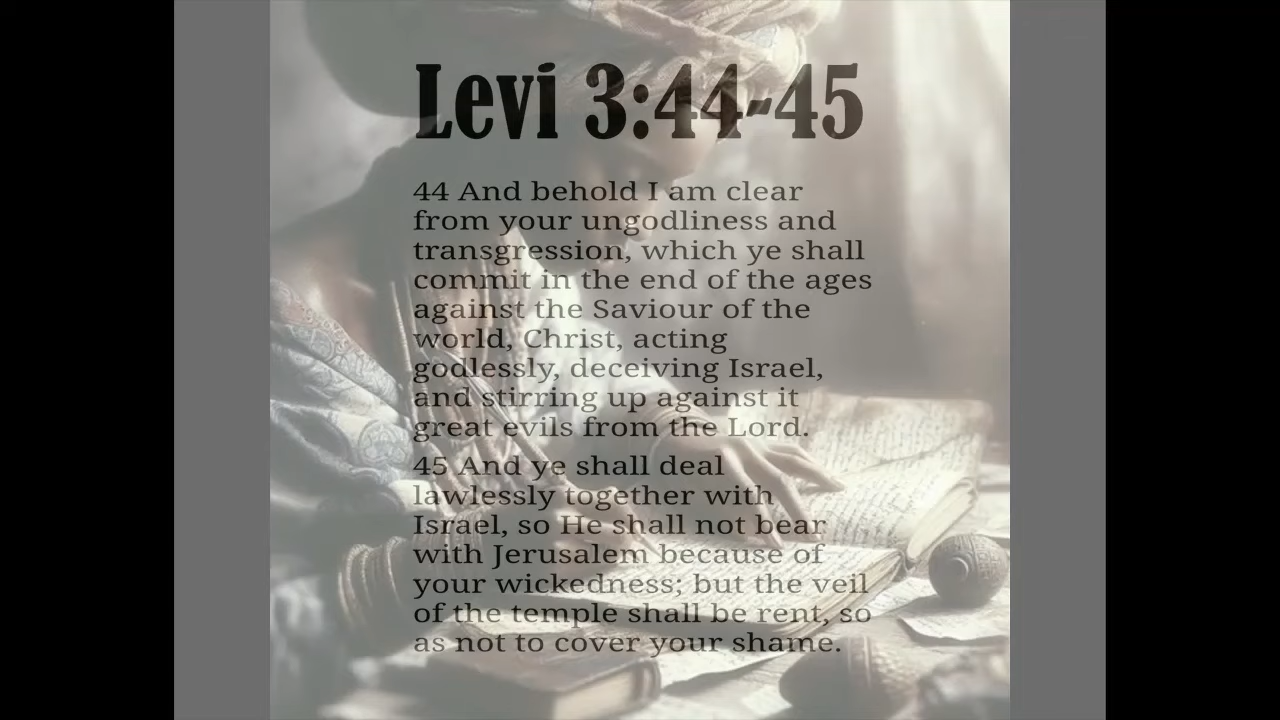 Levi 3:44-45
44 And behold I am clear
from your ungodliness and
transgression, which ye shall
commit in the end of the ages
against the Saviour of the
world, Christ, acting
godlessly, deceiving Israel,
and stirring up against it
great evils from the Lord.
45 And ye shall deal
lawlessly together with
Israel, so He shall not bear
with Jerusalem because of
your wickedness; but the veil
of the temple shall be rent, so
as not to cover your shame.